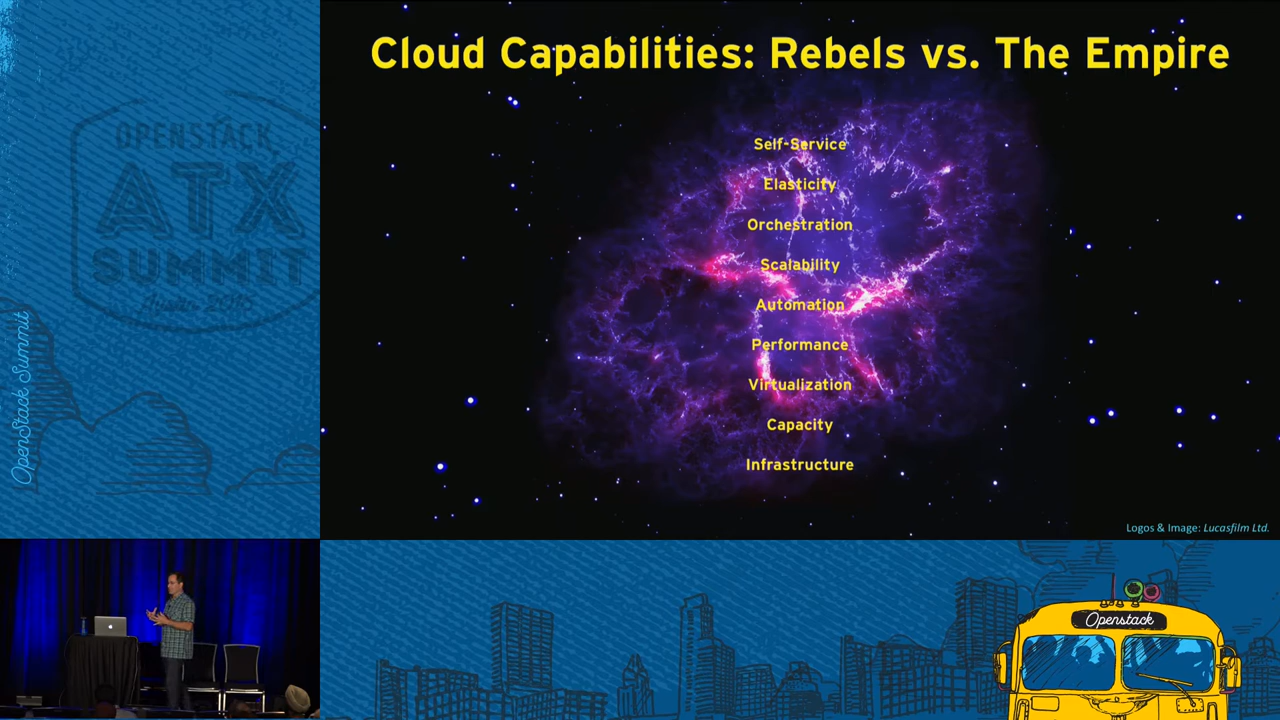 Cloud Capabilities: Rebels vs. The Empire
Self-Service
Elasticity
Orchestration
Scalability
Automation
Performance
Virtualization
Capacity
Infrastructure
Logos & Image: Lucasfilm Ltd.
OPENSTACK
ATX
SUMMIT
OpenStack Summit
Openstack